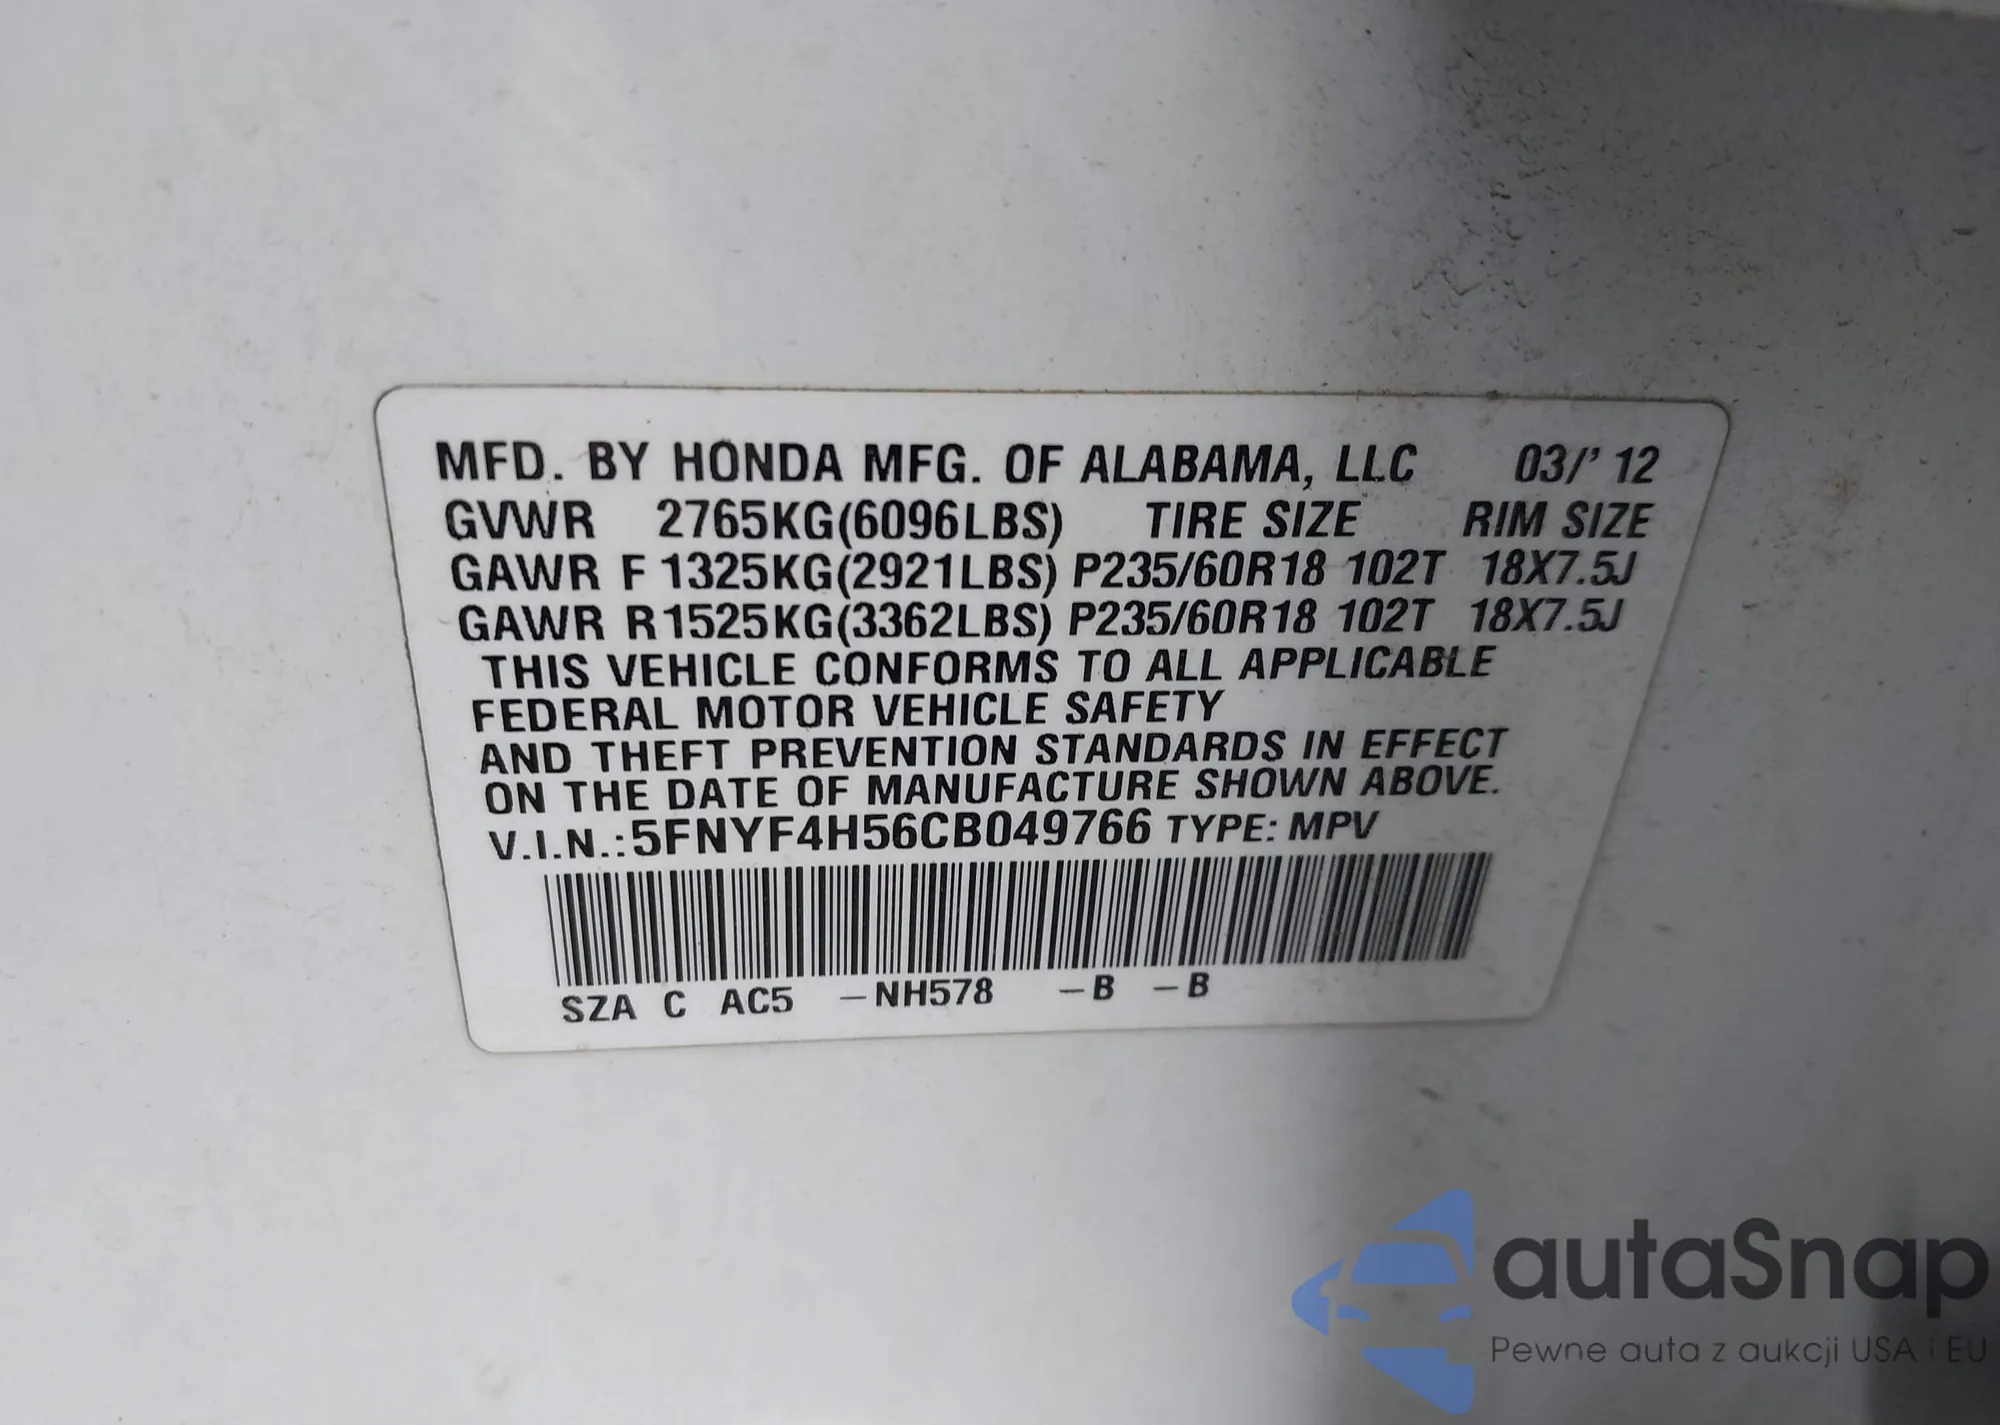 MFD. BY HONDA MFG. OF ALABAMA, LLC 03/' 12
GVWR 2765KG(6096LBS) TIRE SIZE RIM SIZE
GAWR F 1325KG(2921LBS) P235/60R18 102T 18X7.5J
GAWR R 1525KG(3362LBS) P235/60R18 102T 18X7.5J
THIS VEHICLE CONFORMS TO ALL APPLICABLE
FEDERAL MOTOR VEHICLE SAFETY
AND THEFT PREVENTION STANDARDS IN EFFECT
ON THE DATE OF MANUFACTURE SHOWN ABOVE.
V.I.N.:5FNYF4H56CB049766 TYPE: MPV
SZA C AC5 -NH578 -B -B
autaSnap
Pewne auta z aukcji USA i EU